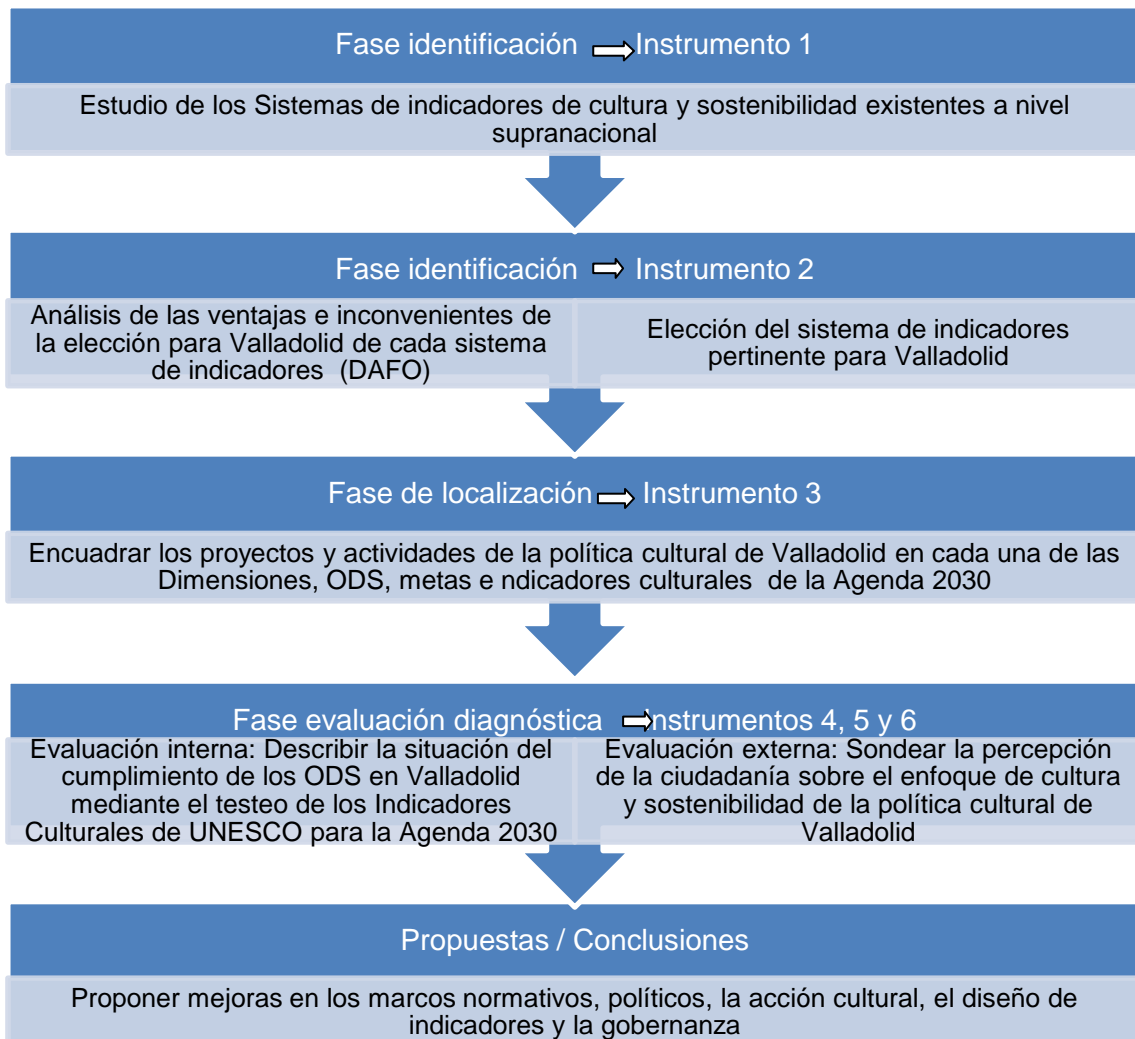 Fase identificación Instrumento 1
Estudio de los Sistemas de indicadores de cultura y sostenibilidad existentes a nivel
supranacional
Fase identificación Instrumento 2
Análisis de las ventajas e inconvenientes de
la elección para Valladolid de cada sistema
de indicadores (DAFO)
Elección del sistema de indicadores
pertinente para Valladolid
Fase de localización Instrumento 3
Encuadrar los proyectos y actividades de la política cultural de Valladolid en cada una de las
Dimensiones, ODS, metas e ndicadores culturales de la Agenda 2030
Fase evaluación diagnóstica Instrumentos 4, 5 y 6
Evaluación interna: Describir la situación del
cumplimiento de los ODS en Valladolid
mediante el testeo de los Indicadores
Culturales de UNESCO para la Agenda 2030
Evaluación externa: Sondear la percepción
de la ciudadanía sobre el enfoque de cultura
y sostenibilidad de la política cultural de
Valladolid
Propuestas / Conclusiones
Proponer mejoras en los marcos normativos, políticos, la acción cultural, el diseño de
indicadores y la gobernanza